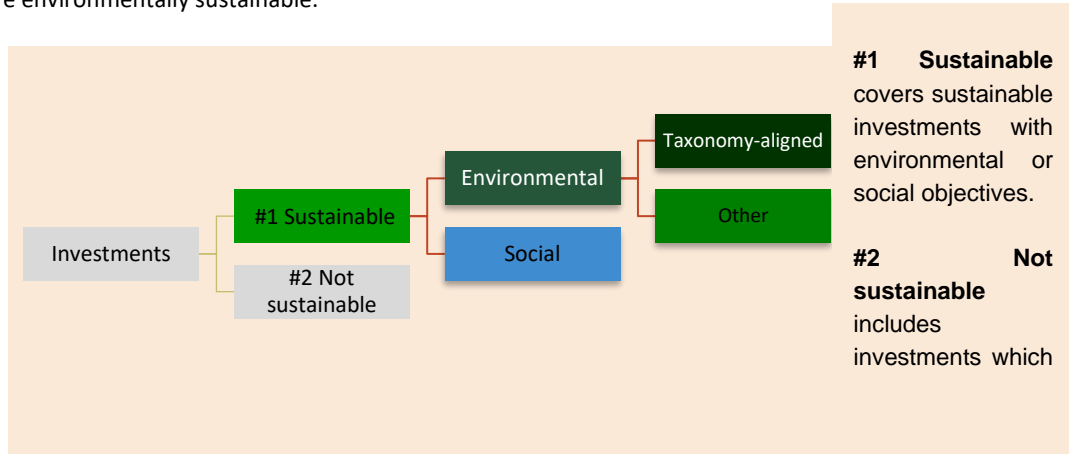 e environmentally sustainable.
#1 Sustainable
covers sustainable
investments with
environmental or
social objectives.
#2 Not
sustainable
includes
investments which
Taxonomy-aligned
Environmental
#1 Sustainable
Other
Investments
Social
#2 Not
sustainable